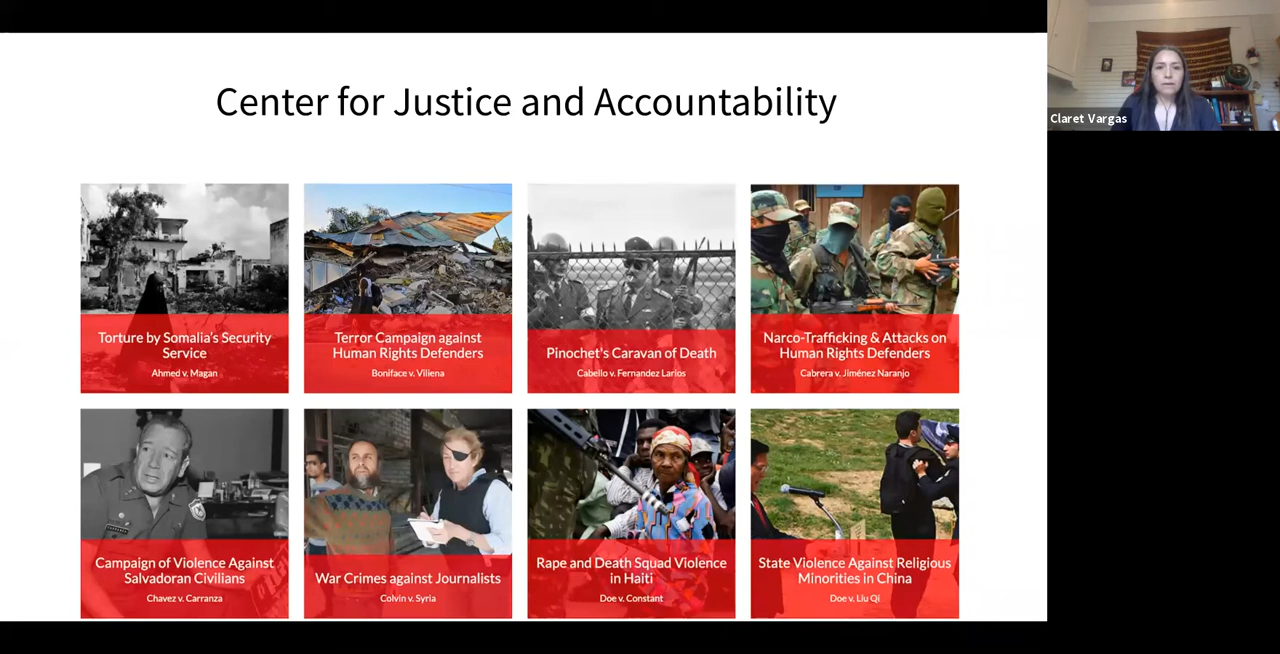 Center for Justice and Accountability
Claret Vargas
Torture by Somalia's Security
Service
Ahmed v. Magan
Terror Campaign against
Human Rights Defenders
Boniface v. Viliena
Pinochet's Caravan of Death
Cabello v. Fernandez Larios
Narco-Trafficking & Attacks on
Human Rights Defenders
Cabrera v. Jiménez Naranjo
Campaign of Violence Against
Salvadoran Civilians
Chavez v. Carranza
War Crimes against Journalists
Colvin v. Syria
Rape and Death Squad Violence
in Haiti
Doe v. Constant
State Violence Against Religious
Minorities in China
Doe v. Liu Qi